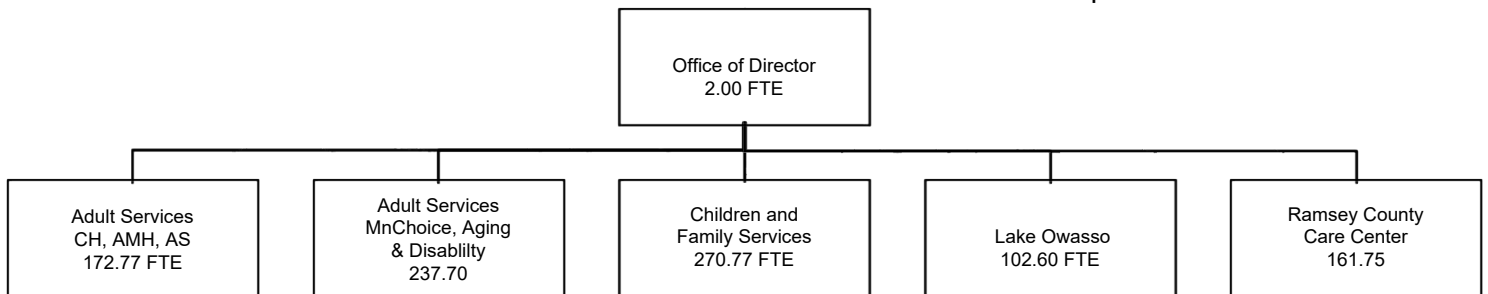 Office of Director
2.00 FTE
Adult Services
CH, AMH, AS
172.77 FTE
Adult Services
MnChoice, Aging
& Disablilty
237.70
Children and
Family Services
270.77 FTE
Lake Owasso
102.60 FTE
Ramsey County
Care Center
161.75